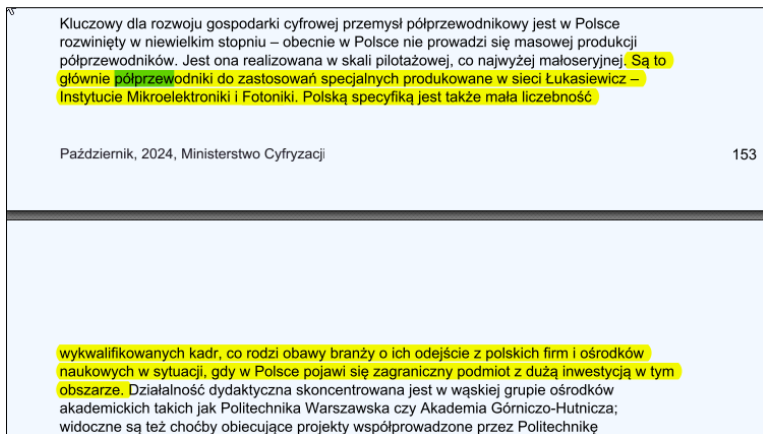 Kluczowy dla rozwoju gospodarki cyfrowej przemysł półprzewodnikowy jest w Polsce
rozwinięty w niewielkim stopniu – obecnie w Polsce nie prowadzi się masowej produkcji
półprzewodników. Jest ona realizowana w skali pilotażowej, co najwyżej małoseryjnej. Są to
głównie półprzewodniki do zastosowań specjalnych produkowane w sieci Łukasiewicz –
Instytucie Mikroelektroniki i Fotoniki. Polską specyfiką jest także mała liczebność
Październik, 2024, Ministerstwo Cyfryzacji
153
wykwalifikowanych kadr, co rodzi obawy branży o ich odejście z polskich firm i ośrodków
naukowych w sytuacji, gdy w Polsce pojawi się zagraniczny podmiot z dużą inwestycją w tym
obszarze. Działalność dydaktyczna skoncentrowana jest w wąskiej grupie ośrodków
akademickich takich jak Politechnika Warszawska czy Akademia Górniczo-Hutnicza;
widoczne są też choćby obiecujące projekty współprowadzone przez Politechnikę